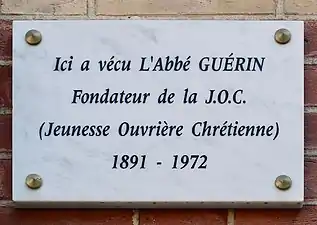 Ici a vécu L'Abbé GUÉRIN
Fondateur de la J.O.C.
(Jeunesse Ouvrière Chrétienne)
1891 - 1972